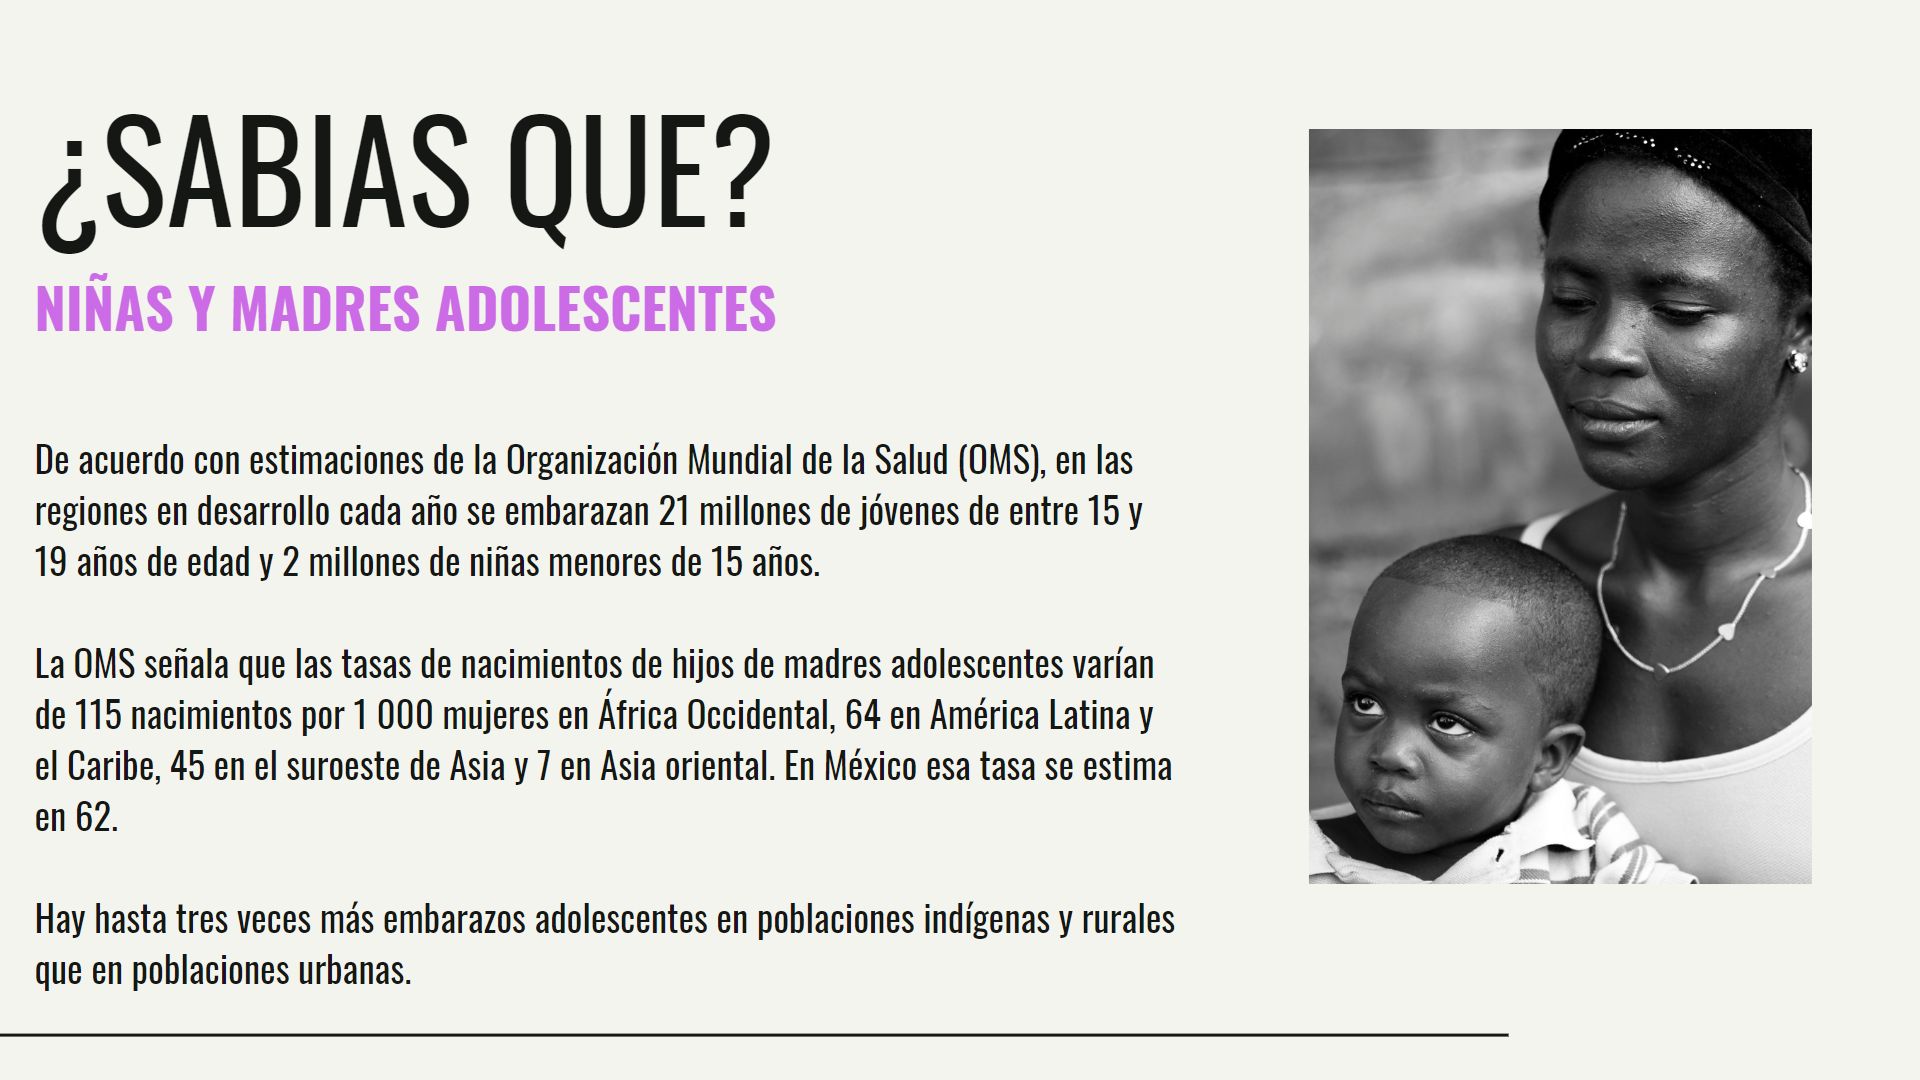 ¿SABIAS QUE?
NIÑAS Y MADRES ADOLESCENTES
De acuerdo con estimaciones de la Organización Mundial de la Salud (OMS), en las
regiones en desarrollo cada año se embarazan 21 millones de jóvenes de entre 15 y
19 años de edad y 2 millones de niñas menores de 15 años.
La OMS señala que las tasas de nacimientos de hijos de madres adolescentes varían
de 115 nacimientos por 1 000 mujeres en África Occidental, 64 en América Latina y
el Caribe, 45 en el suroeste de Asia y 7 en Asia oriental. En México esa tasa se estima
en 62.
Hay hasta tres veces más embarazos adolescentes en poblaciones indígenas y rurales
que en poblaciones urbanas.